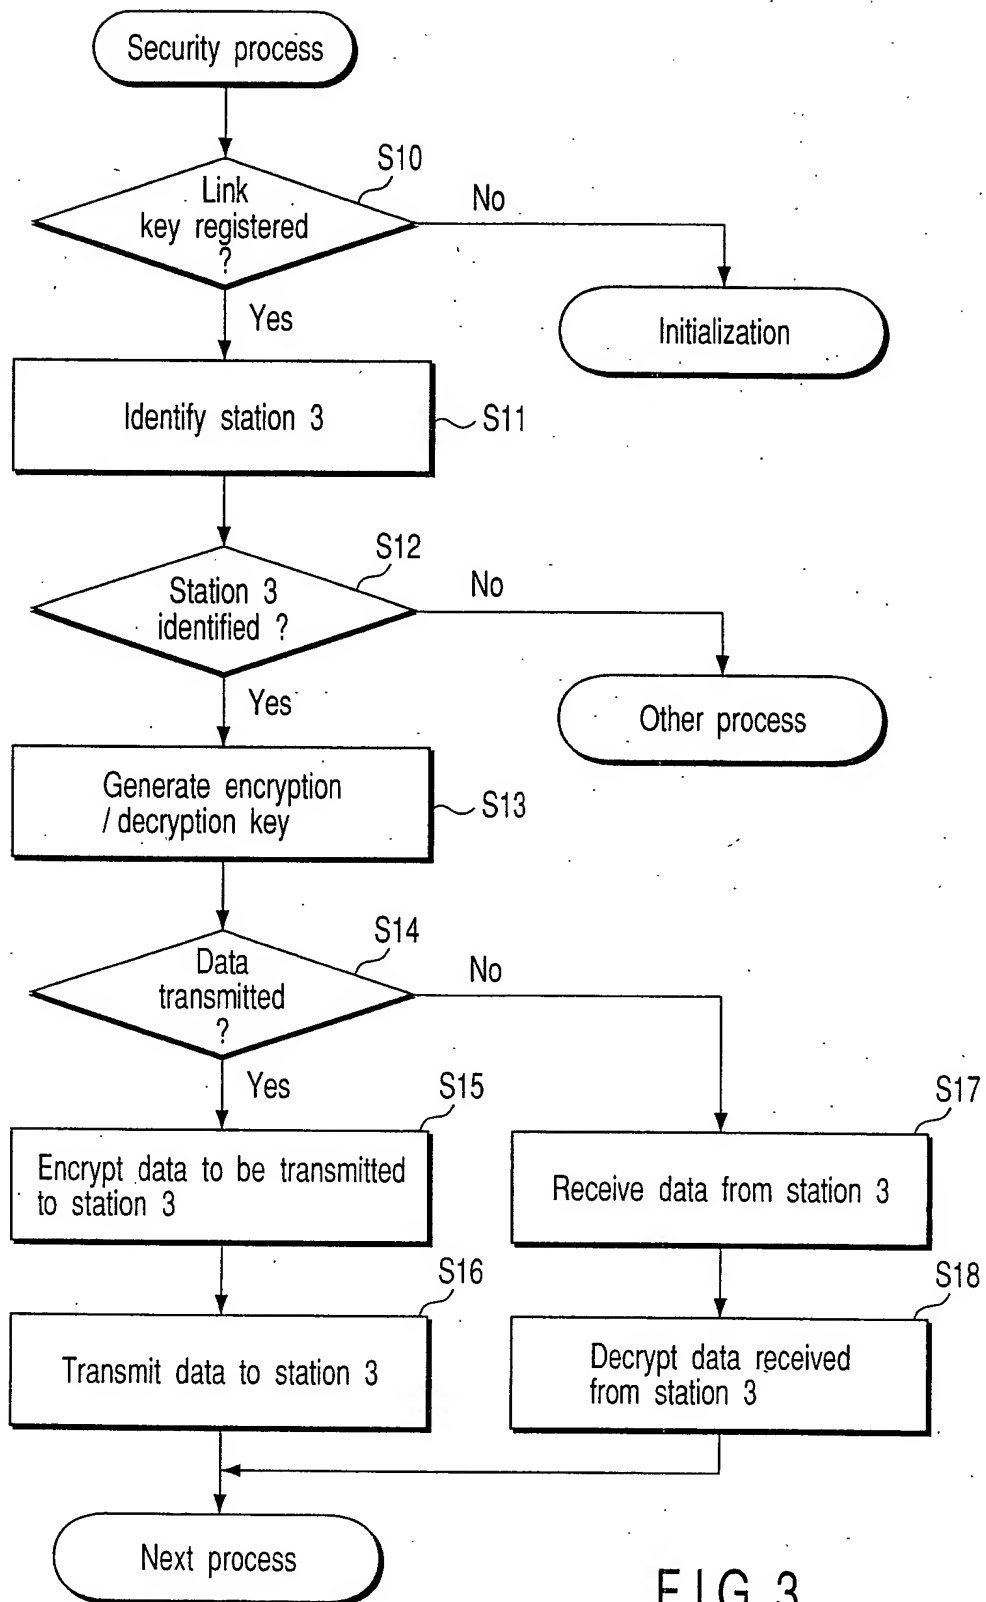 Security process
S10
Link
key registered
?
No
Yes
Initialization
Identify station 3
S11
S12
Station 3
identified ?
No
Yes
Other process
Generate encryption
/ decryption key
S13
S14
Data
transmitted
?
No
Yes
S15
S17
Encrypt data to be transmitted
to station 3
Receive data from station 3
S16
S18
Transmit data to station 3
Decrypt data received
from station 3
Next process
FIG. 3